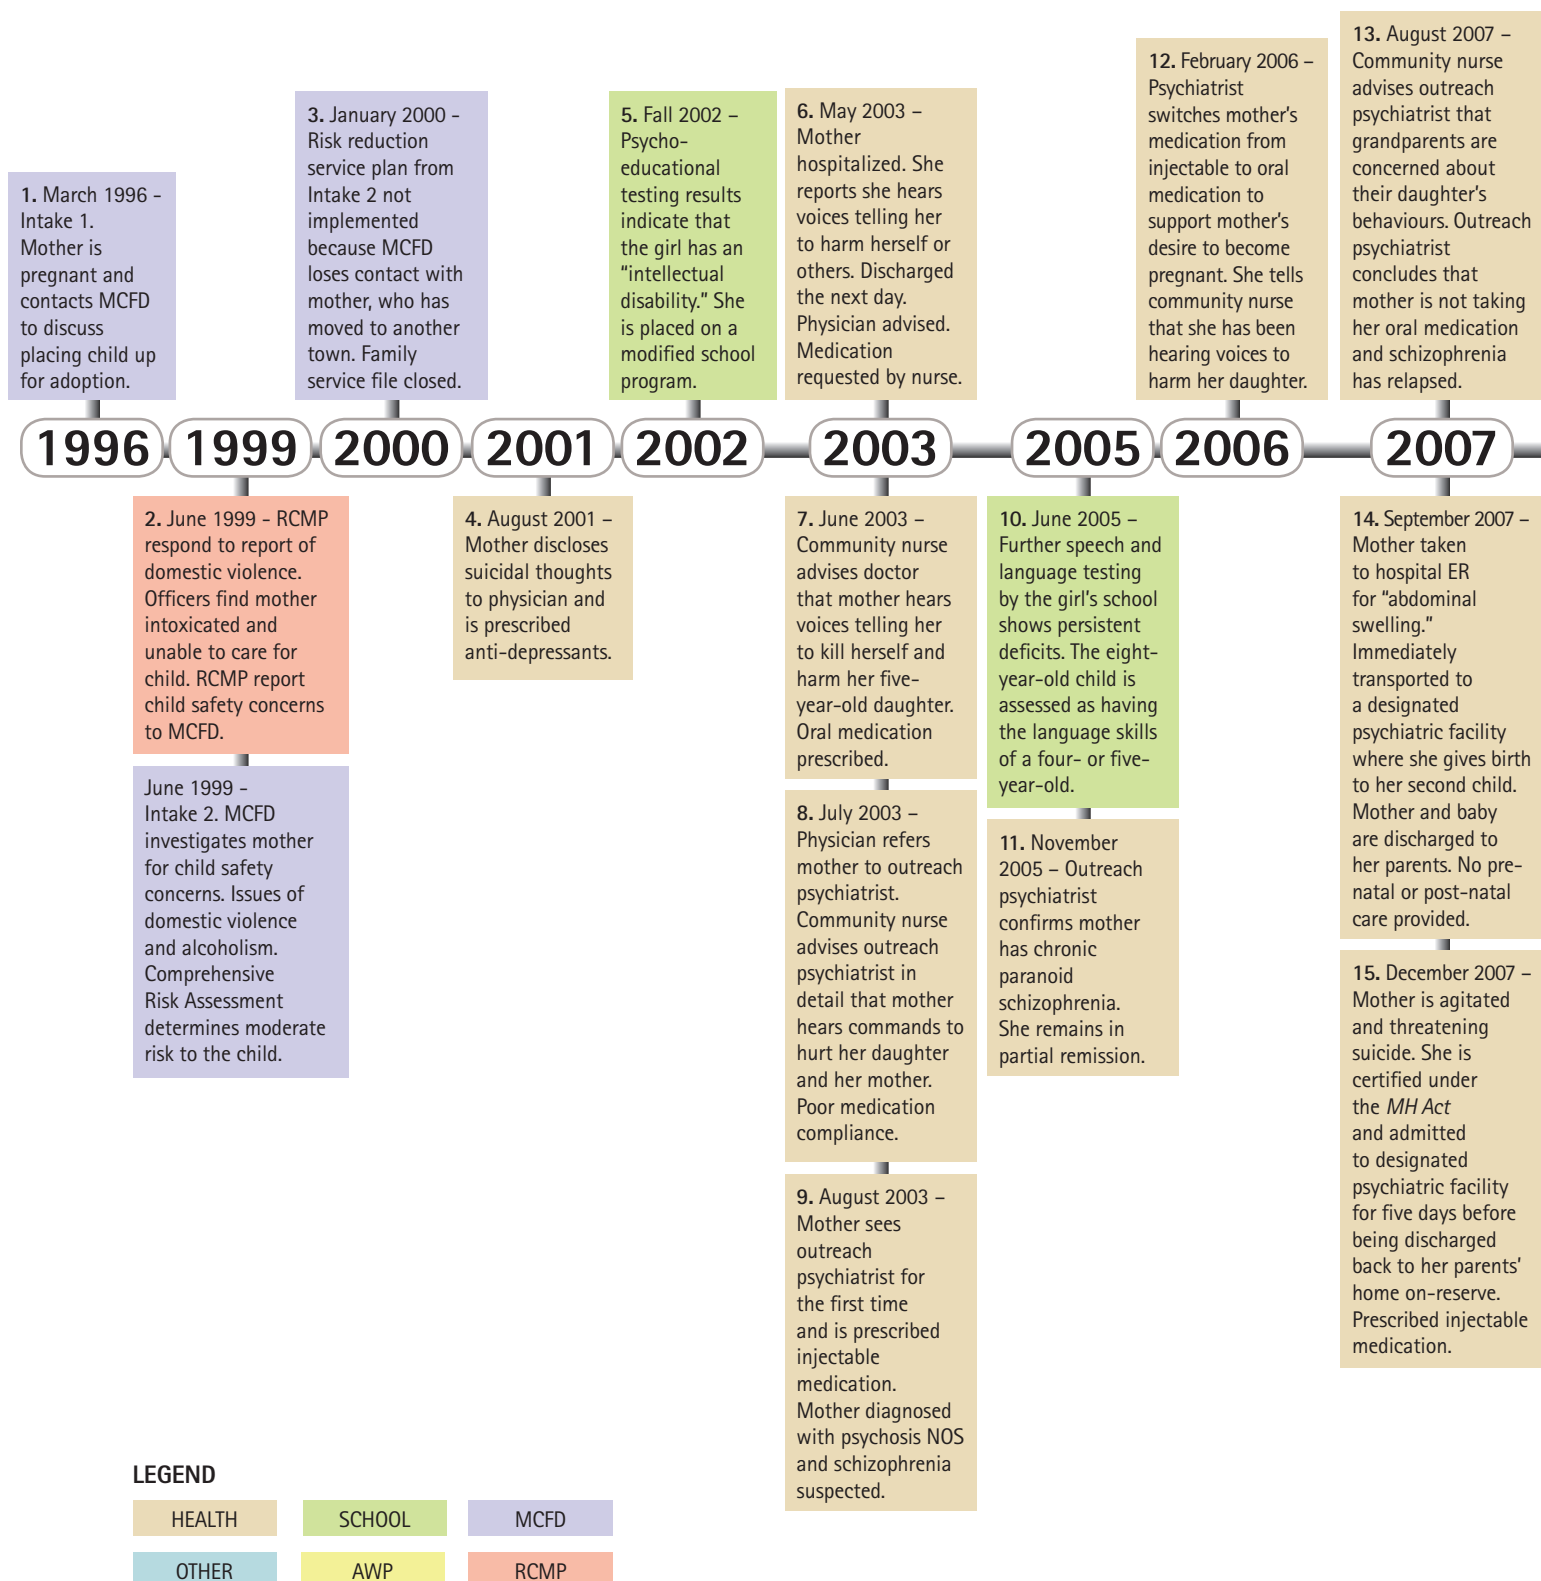 1. March 1996 -
Intake 1.
Mother is
pregnant and
contacts MCFD
to discuss
placing child up
for adoption.
3. January 2000 -
Risk reduction
service plan from
Intake 2 not
implemented
because MCFD
loses contact with
mother, who has
moved to another
town. Family
service file closed.
5. Fall 2002 –
Psycho-
educational
testing results
indicate that
the girl has an
"intellectual
disability." She
is placed on a
modified school
program.
6. May 2003 –
Mother
hospitalized. She
reports she hears
voices telling her
to harm herself or
others. Discharged
the next day.
Physician advised.
Medication
requested by nurse.
12. February 2006 –
Psychiatrist
switches mother's
medication from
injectable to oral
medication to
support mother's
desire to become
pregnant. She tells
community nurse
that she has been
hearing voices to
harm her daughter.
13. August 2007 –
Community nurse
advises outreach
psychiatrist that
grandparents are
concerned about
their daughter's
behaviours. Outreach
psychiatrist
concludes that
mother is not taking
her oral medication
and schizophrenia
has relapsed.
1996 1999 2000 2001 2002 2003 2005 2006 2007
2. June 1999 - RCMP
respond to report of
domestic violence.
Officers find mother
intoxicated and
unable to care for
child. RCMP report
child safety concerns
to MCFD.
June 1999 -
Intake 2. MCFD
investigates mother
for child safety
concerns. Issues of
domestic violence
and alcoholism.
Comprehensive
Risk Assessment
determines moderate
risk to the child.
4. August 2001 –
Mother discloses
suicidal thoughts
to physician and
is prescribed
anti-depressants.
7. June 2003 –
Community nurse
advises doctor
that mother hears
voices telling her
to kill herself and
harm her five-
year-old daughter.
Oral medication
prescribed.
8. July 2003 –
Physician refers
mother to outreach
psychiatrist.
Community nurse
advises outreach
psychiatrist in
detail that mother
hears commands to
hurt her daughter
and her mother.
Poor medication
compliance.
9. August 2003 –
Mother sees
outreach
psychiatrist for
the first time
and is prescribed
injectable
medication.
Mother diagnosed
with psychosis NOS
and schizophrenia
suspected.
10. June 2005 –
Further speech and
language testing
by the girl's school
shows persistent
deficits. The eight-
year-old child is
assessed as having
the language skills
of a four- or five-
year-old.
11. November
2005 – Outreach
psychiatrist
confirms mother
has chronic
paranoid
schizophrenia.
She remains in
partial remission.
14. September 2007 –
Mother taken
to hospital ER
for "abdominal
swelling."
Immediately
transported to
a designated
psychiatric facility
where she gives birth
to her second child.
Mother and baby
are discharged to
her parents. No pre-
natal or post-natal
care provided.
15. December 2007 –
Mother is agitated
and threatening
suicide. She is
certified under
the MH Act
and admitted
to designated
psychiatric facility
for five days before
being discharged
back to her parents'
home on-reserve.
Prescribed injectable
medication.
LEGEND
HEALTH SCHOOL MCFD
OTHER AWP RCMP